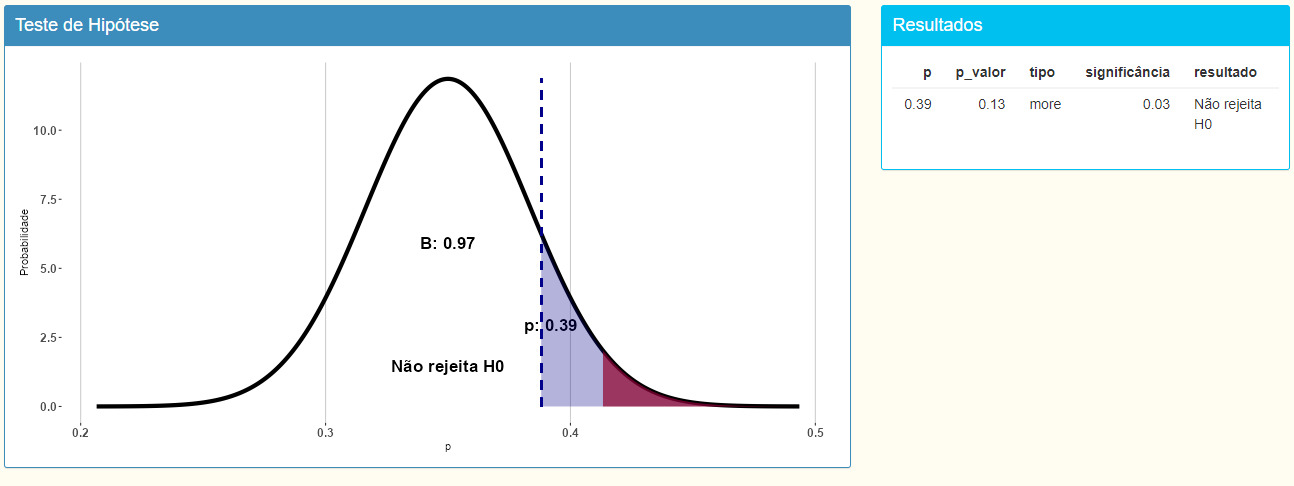 Teste de Hipótese
Probabilidade
10.0
7.5
5.0
2.5
0.0
B: 0.97
p: 0.39
Não rejeita H0
0.2 0.3 0.4 0.5
p
Resultados
p p_valor tipo significância resultado
0.39 0.13 more 0.03 Não rejeita
H0